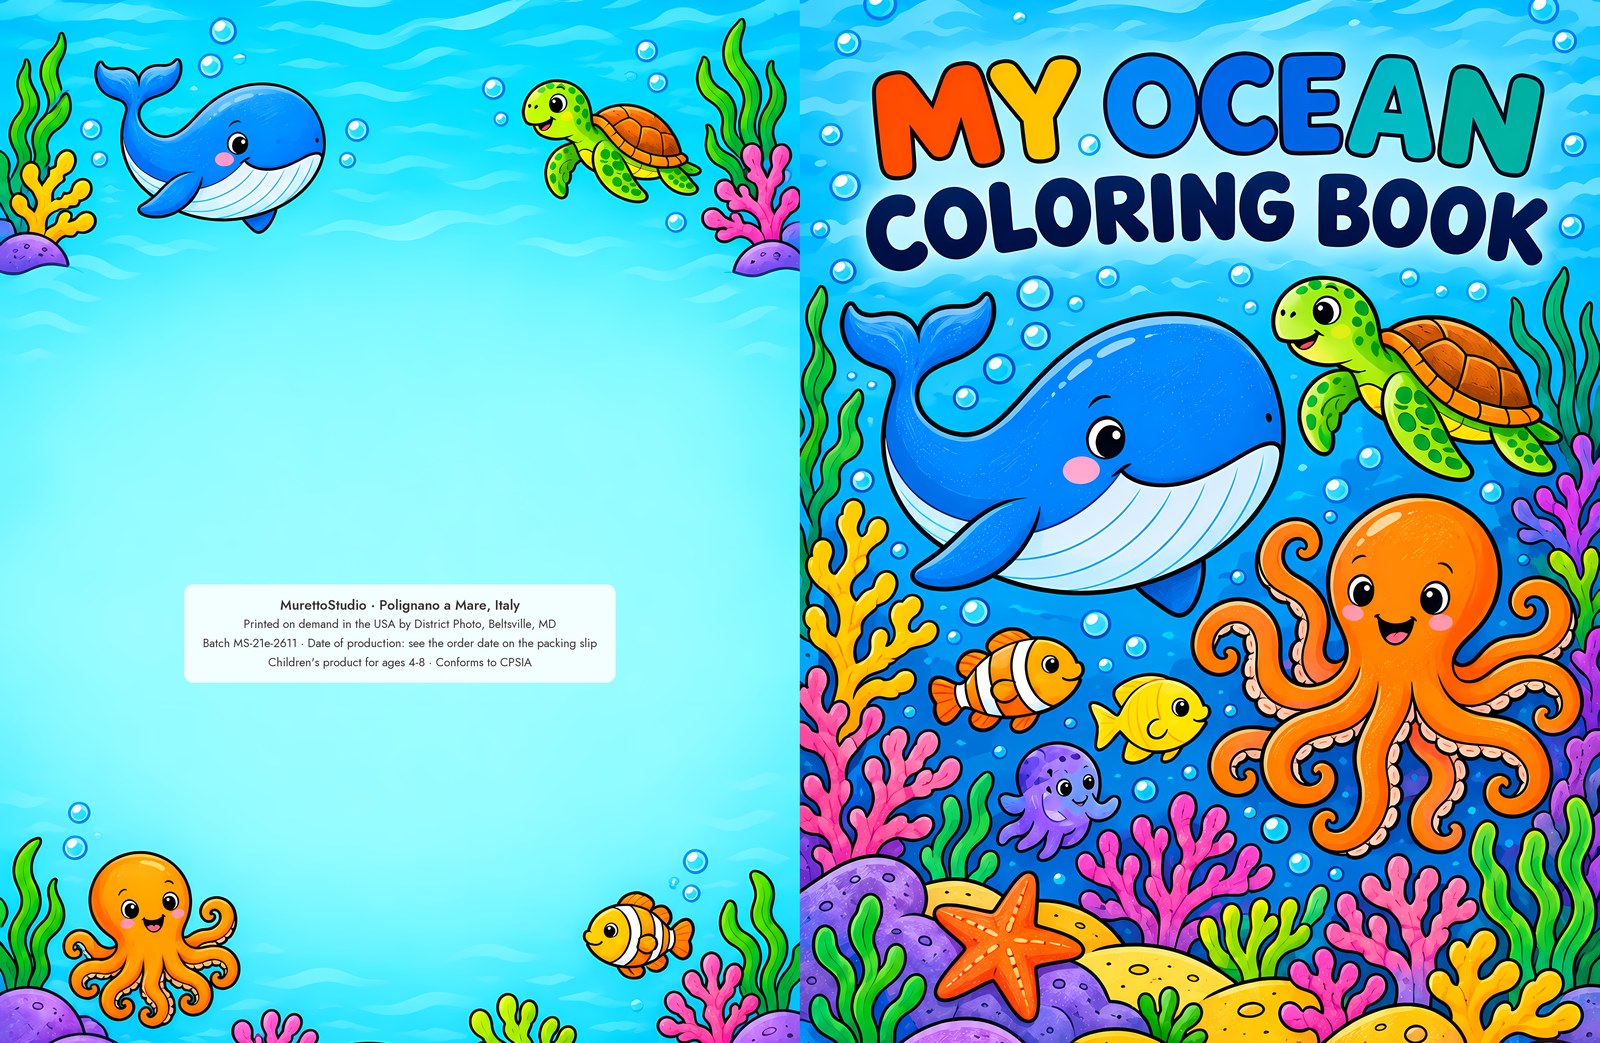 MurettoStudio · Polignano a Mare, Italy
Printed on demand in the USA by District Photo, Beltsville, MD
Batch MS-21e-2611 · Date of production: see the order date on the packing slip
Children's product for ages 4-8 · Conforms to CPSIA
MY OCEAN
COLORING BOOK